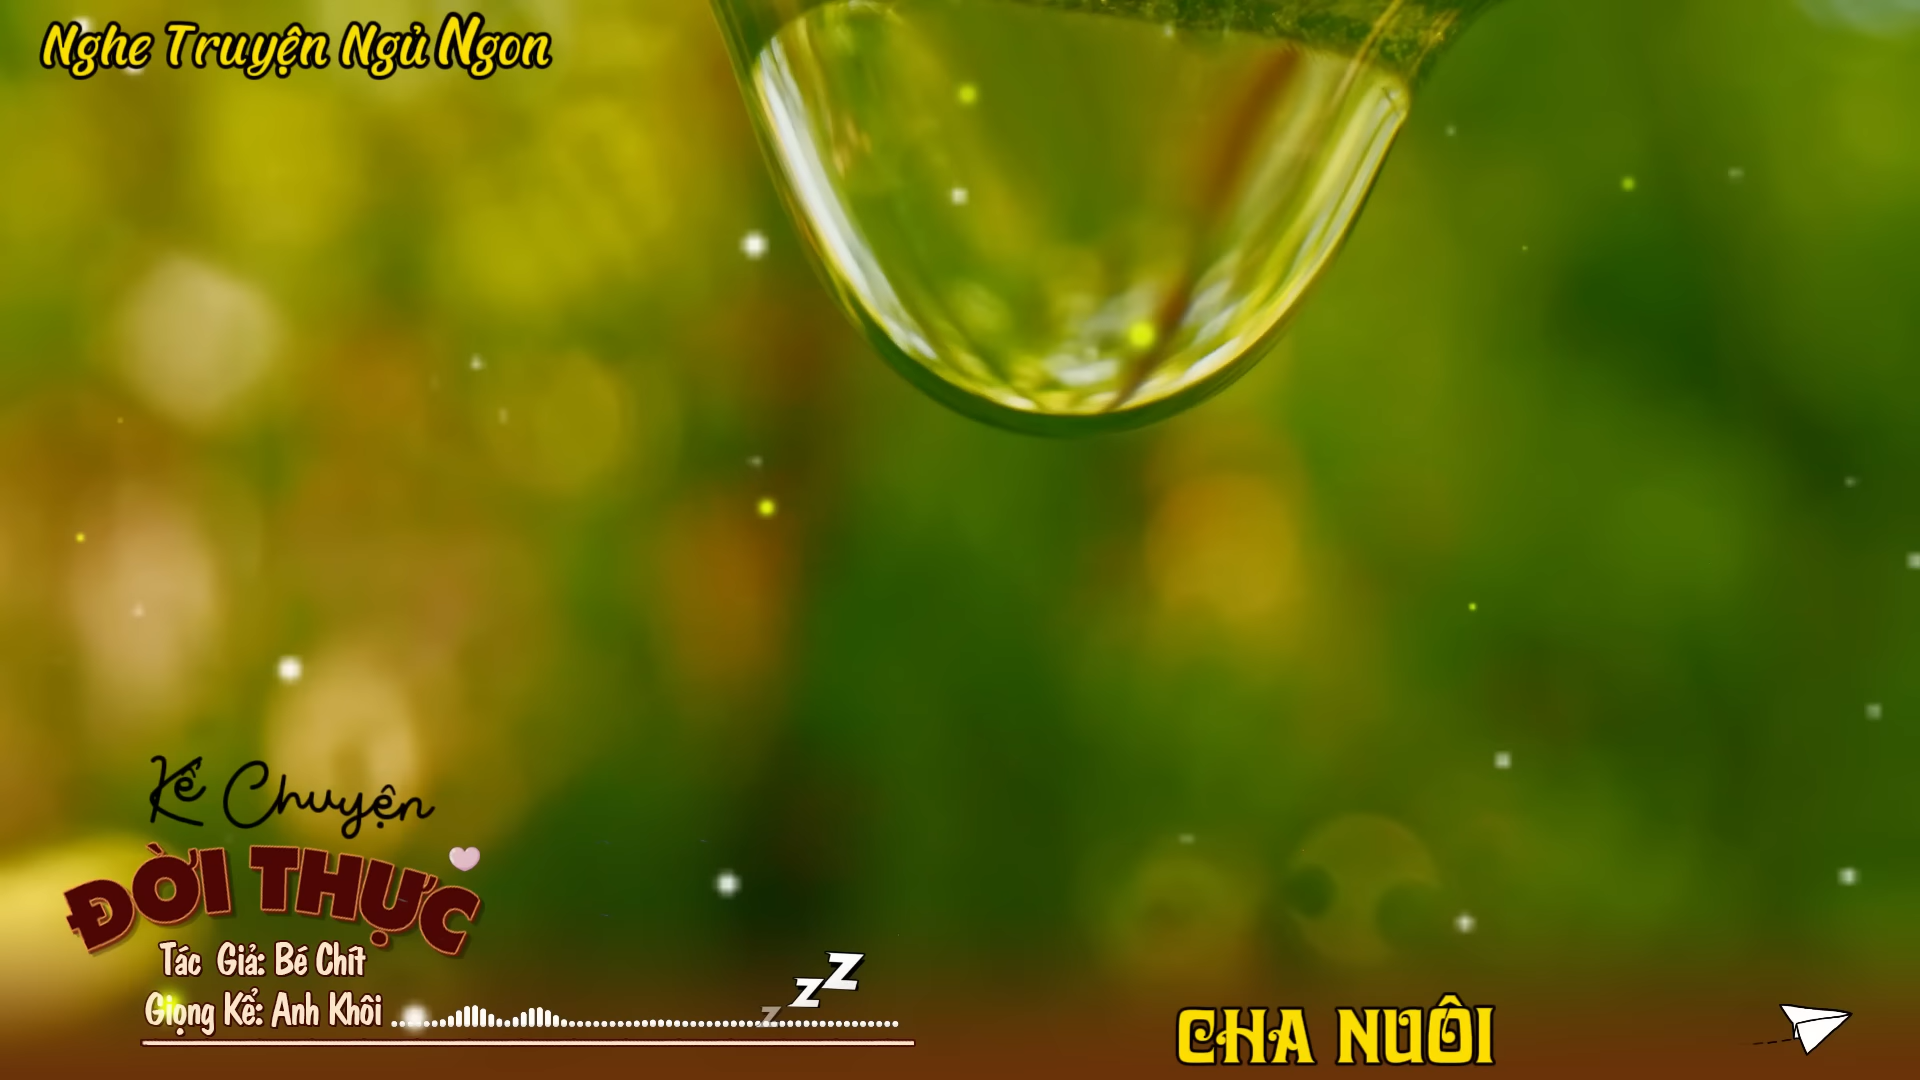 Nghe Truyện Ngủ Ngon
Kể Chuyện
ĐỜI THỰC
Tác Giả: Bé Chít
Giọng Kể: Anh Khôi
z z Z
CHA NUÔI